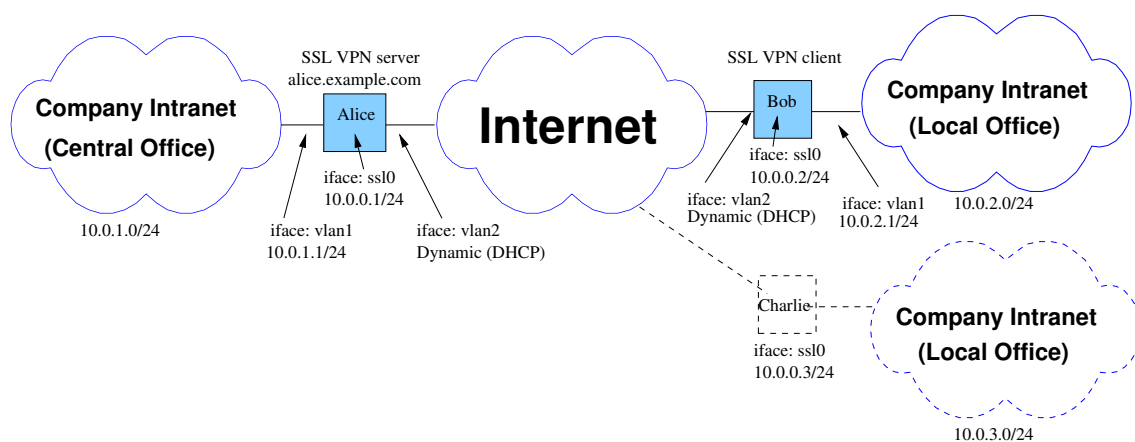 SSL VPN server
alice.example.com
Company Intranet
(Central Office)
Alice
iface: ssl0
10.0.0.1/24
10.0.1.0/24
iface: vlan1
10.0.1.1/24
iface: vlan2
Dynamic (DHCP)
Internet
SSL VPN client
Bob
iface: ssl0
10.0.0.2/24
iface: vlan2
Dynamic (DHCP)
iface: vlan1
10.0.2.1/24
Company Intranet
(Local Office)
10.0.2.0/24
Charlie
iface: ssl0
10.0.0.3/24
Company Intranet
(Local Office)
10.0.3.0/24